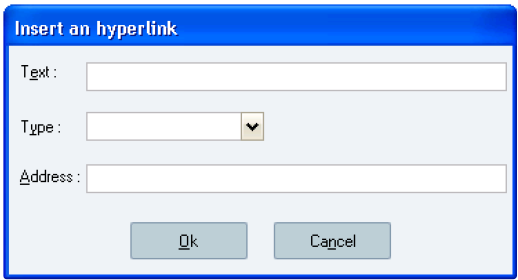 Insert an hyperlink
Text :
Type :
Address :
Ok
Cancel